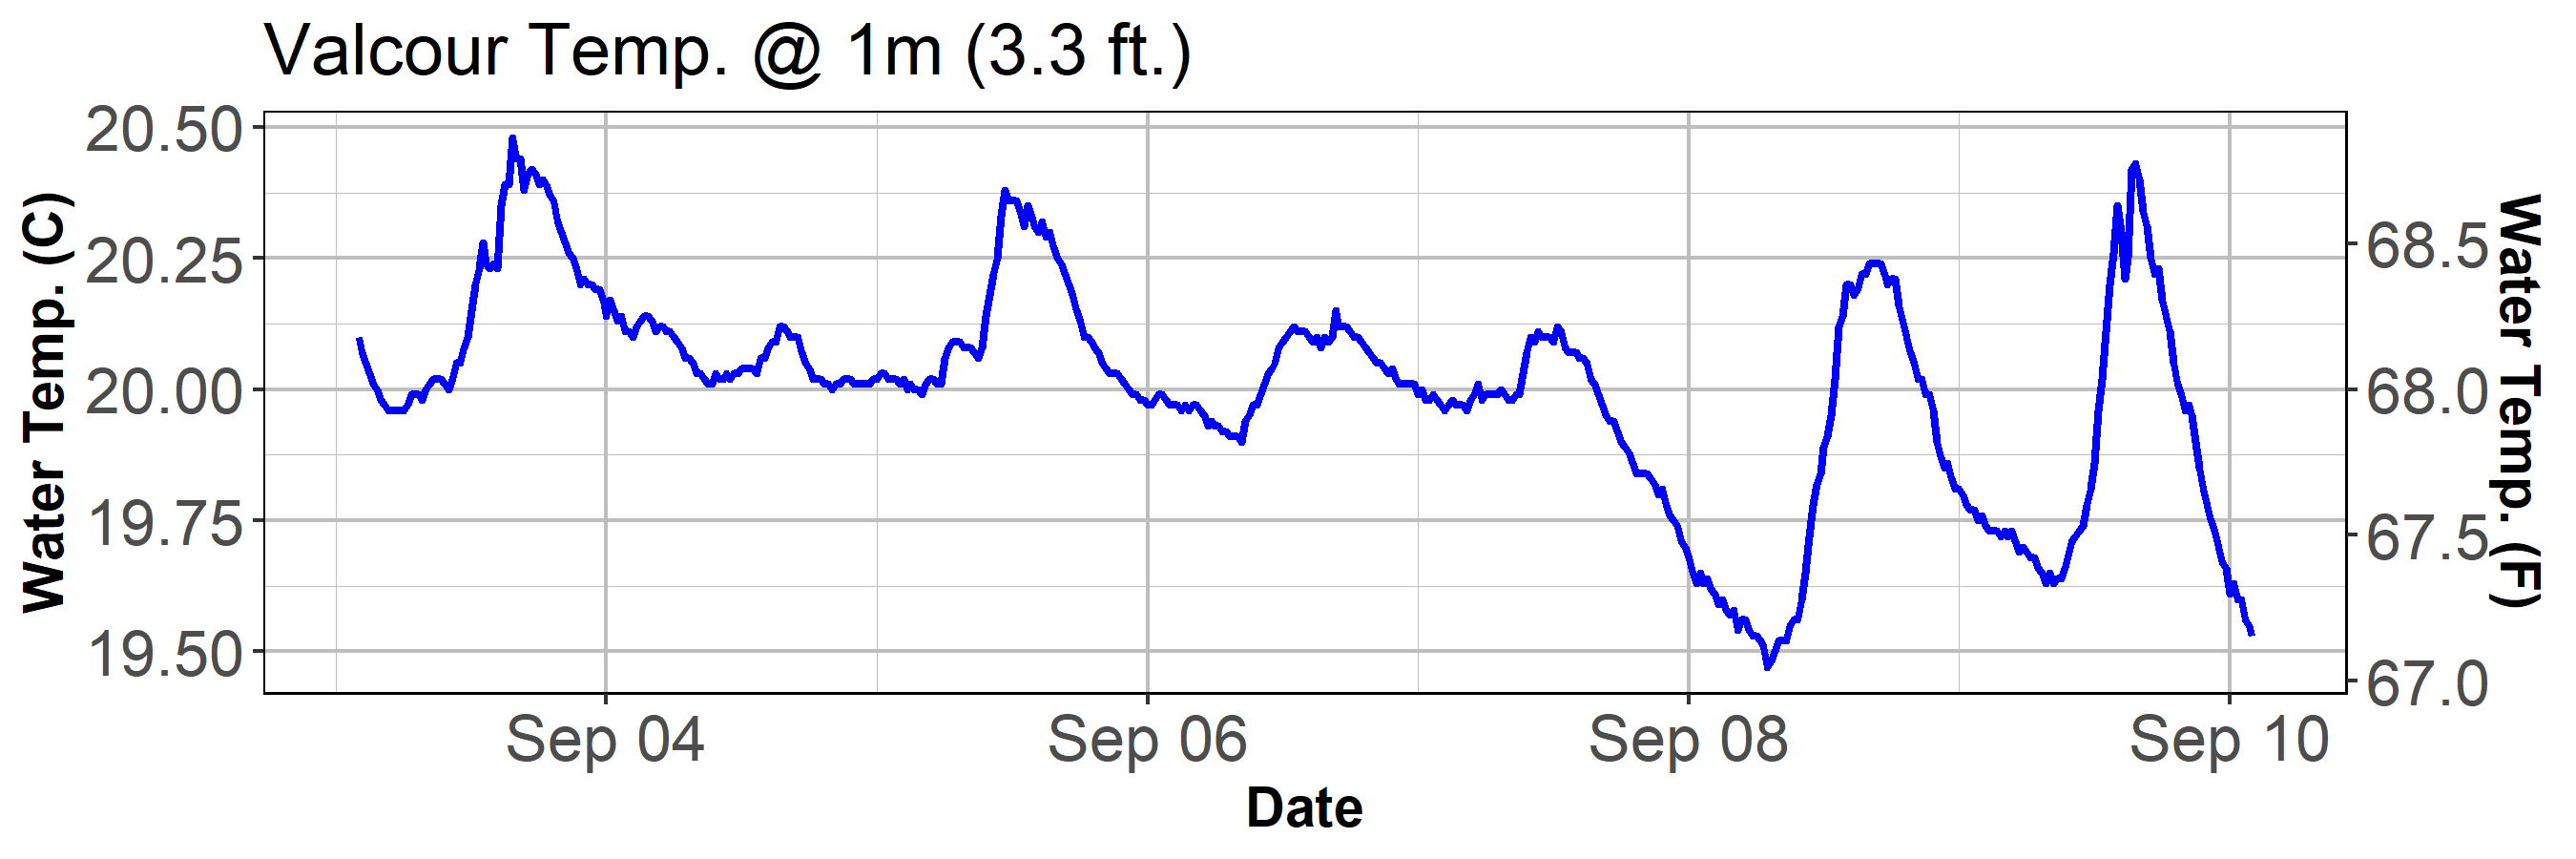 Valcour Temp. @ 1m (3.3 ft.)
Water Temp. (C)
20.50
20.25
20.00
19.75
19.50
68.5
68.0
67.5
67.0
Water Temp. (F)
Sep 04
Sep 06
Sep 08
Sep 10
Date